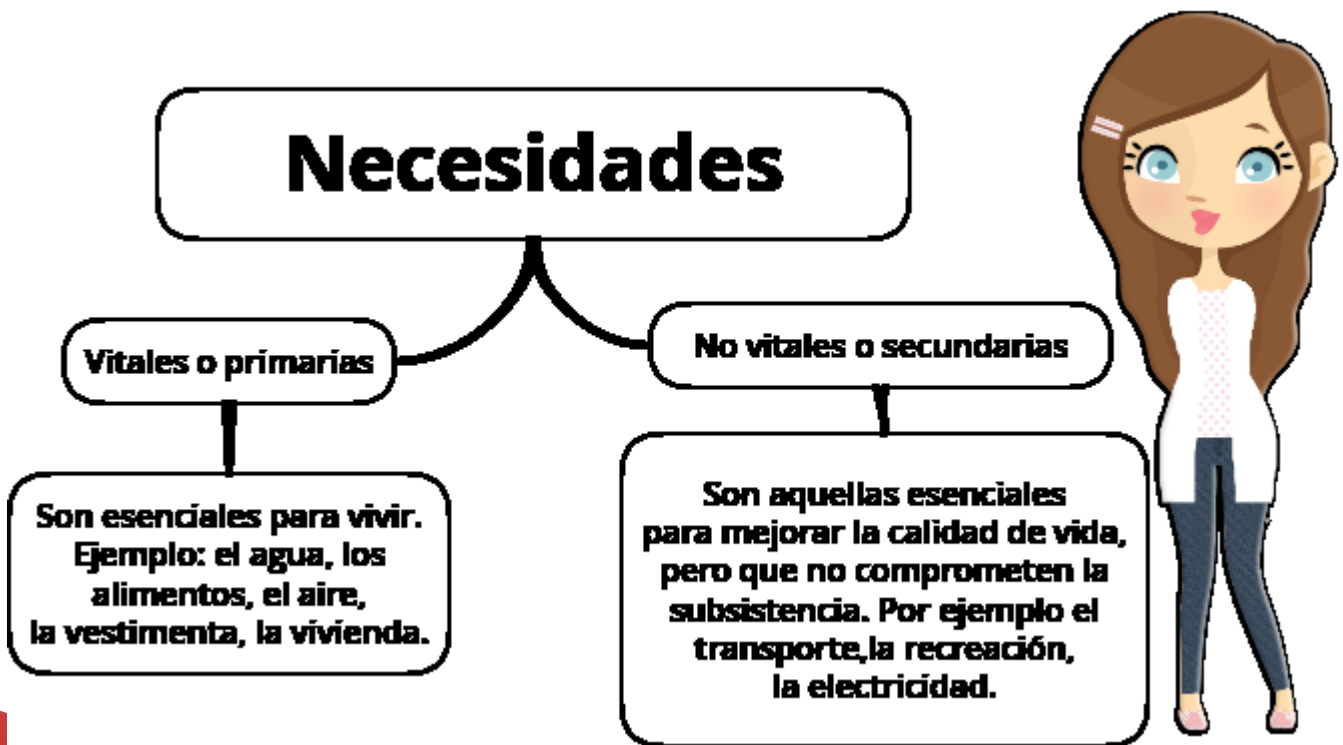 Necesidades
Vitales o primarias
No vitales o secundarias
Son esenciales para vivir.
Ejemplo: el agua, los
alimentos, el aire,
la vestimenta, la vivienda.
Son aquellas esenciales
para mejorar la calidad de vida,
pero que no comprometen la
subsistencia. Por ejemplo el
transporte,la recreación,
la electricidad.